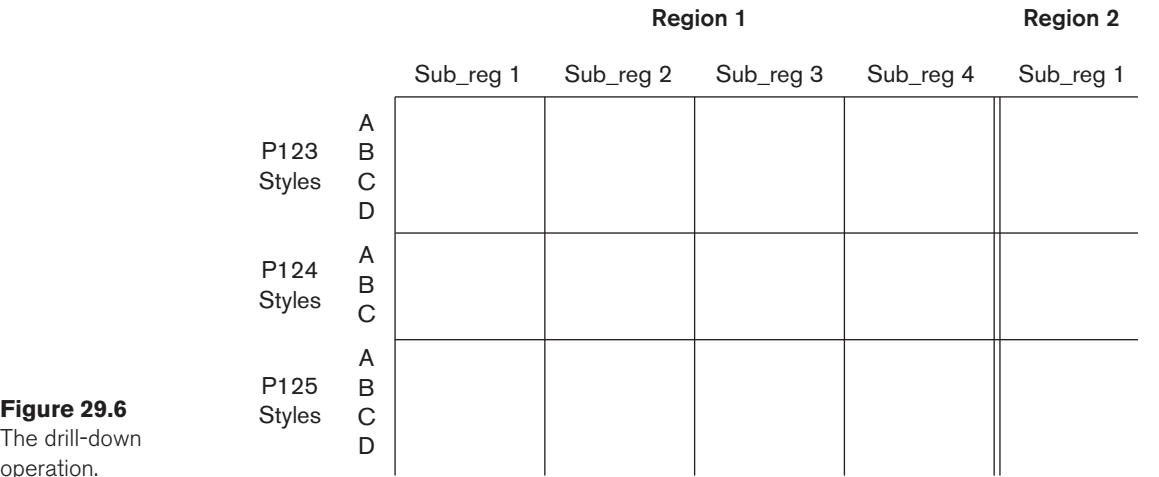 Region 1 Region 2
Sub_reg 1 Sub_reg 2 Sub_reg 3 Sub_reg 4 Sub_reg 1
P123
Styles
A
B
C
D
P124
Styles
A
B
C
P125
Styles
A
B
C
D
Figure 29.6
The drill-down
operation.